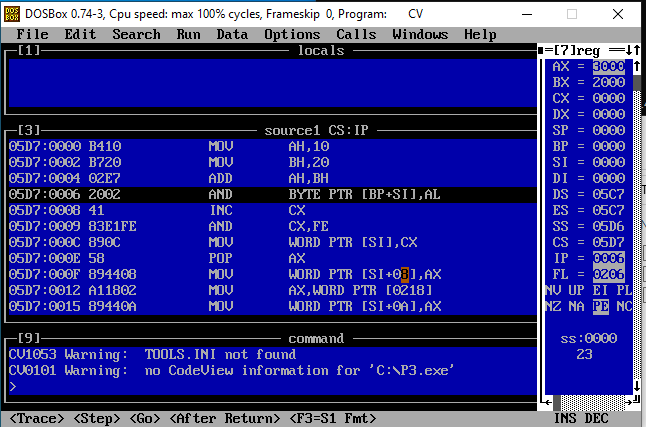 DOSBox 0.74-3, Cpu speed: max 100% cycles, Frameskip 0, Program: CV
File Edit Search Run Data Options Calls Windows Help
[1] locals
[3] source1 CS:IP
05D7:0000 B410 MOV AH,10
05D7:0002 B720 MOV BH,20
05D7:0004 02E7 ADD AH,BH
05D7:0006 2002 AND BYTE PTR [BP+SI],AL
05D7:0008 41 INC CX
05D7:0009 83E1FE AND CX,FE
05D7:000C 890C MOV WORD PTR [SI],CX
05D7:000E 58 POP AX
05D7:000F 894408 MOV WORD PTR [SI+08],AX
05D7:0012 A11802 MOV AX,WORD PTR [0218]
05D7:0015 89440A MOV WORD PTR [SI+0A],AX
[9] command
CV1053 Warning: TOOLS.INI not found
CV0101 Warning: no CodeView information for 'C:\P3.exe'
>
[7]reg
AX = 3000
BX = 2000
CX = 0000
DX = 0000
SP = 0000
BP = 0000
SI = 0000
DI = 0000
DS = 05C7
ES = 05C7
SS = 05D6
CS = 05D7
IP = 0006
FL = 0206
NV UP EI PL
NZ NA PE NC
ss:0000
23
<Trace> <Step> <Go> <After Return> <F3=S1 Fmt> INS DEC